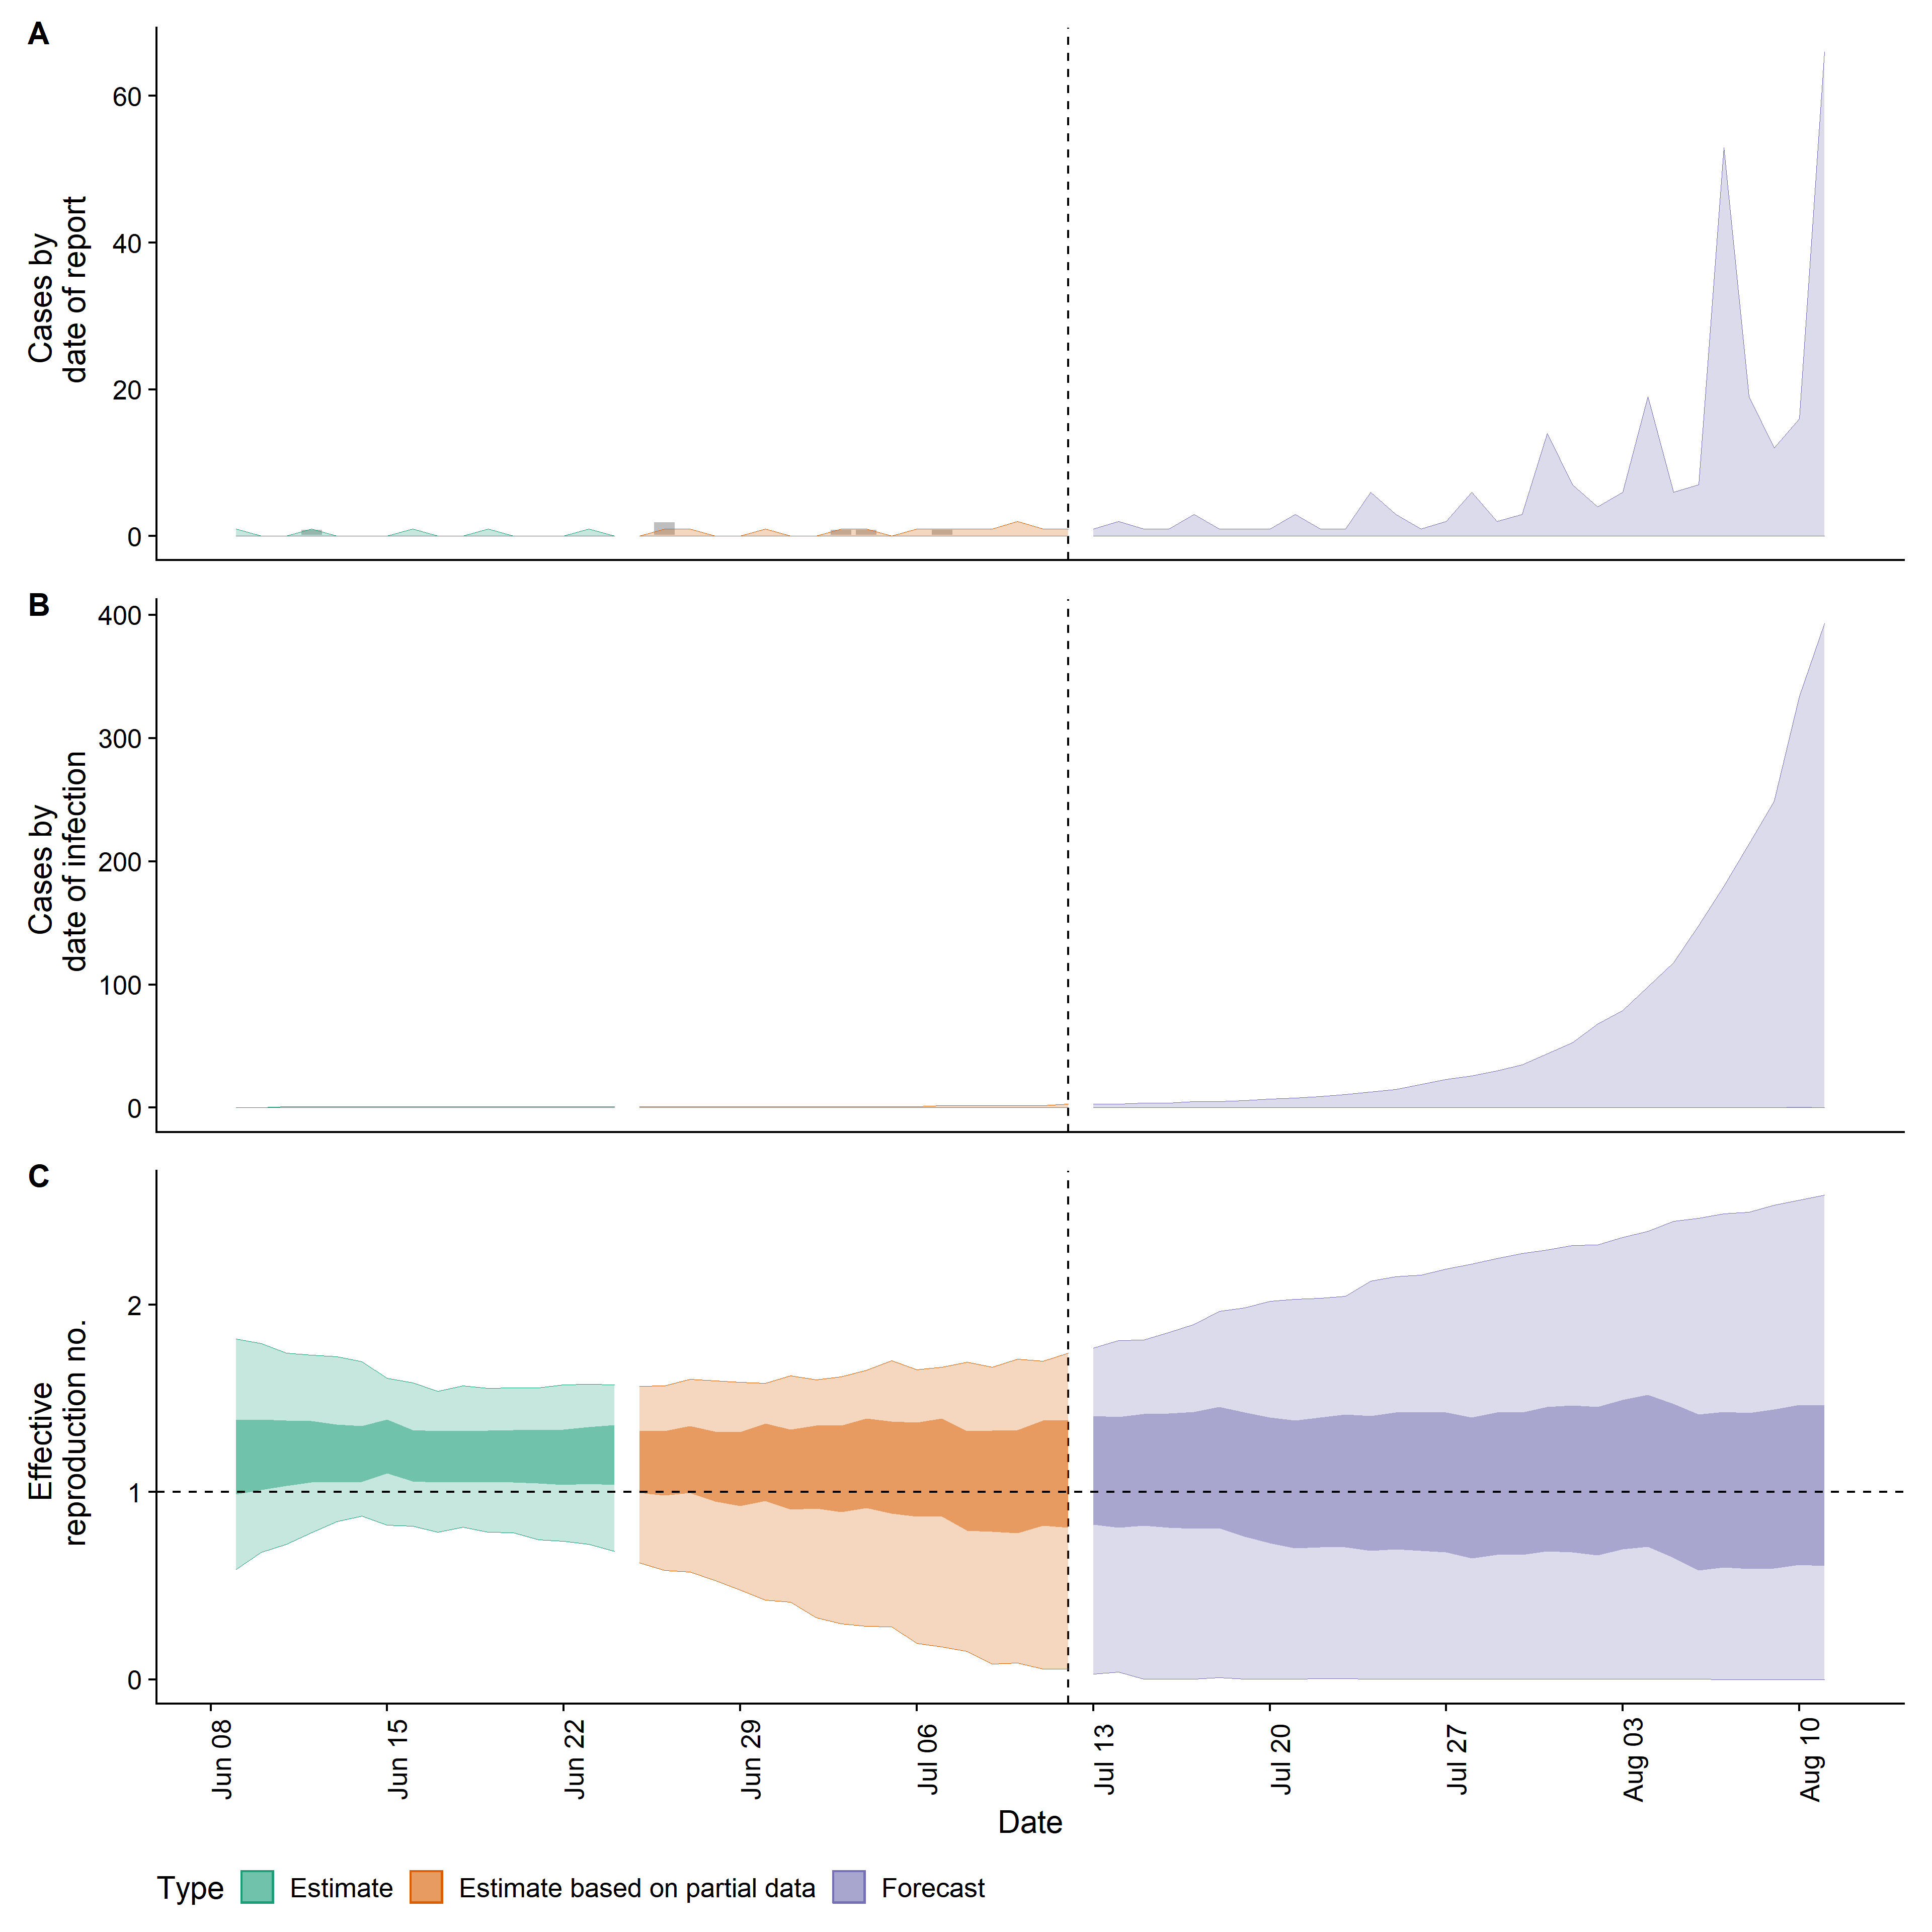 A
Cases by
date of report
60
40
20
0
B
Cases by
date of infection
400
300
200
100
0
C
Effective
reproduction no.
2
1
0
Jun 08
Jun 15
Jun 22
Jun 29
Jul 06
Jul 13
Jul 20
Jul 27
Aug 03
Aug 10
Date
Type Estimate Estimate based on partial data Forecast